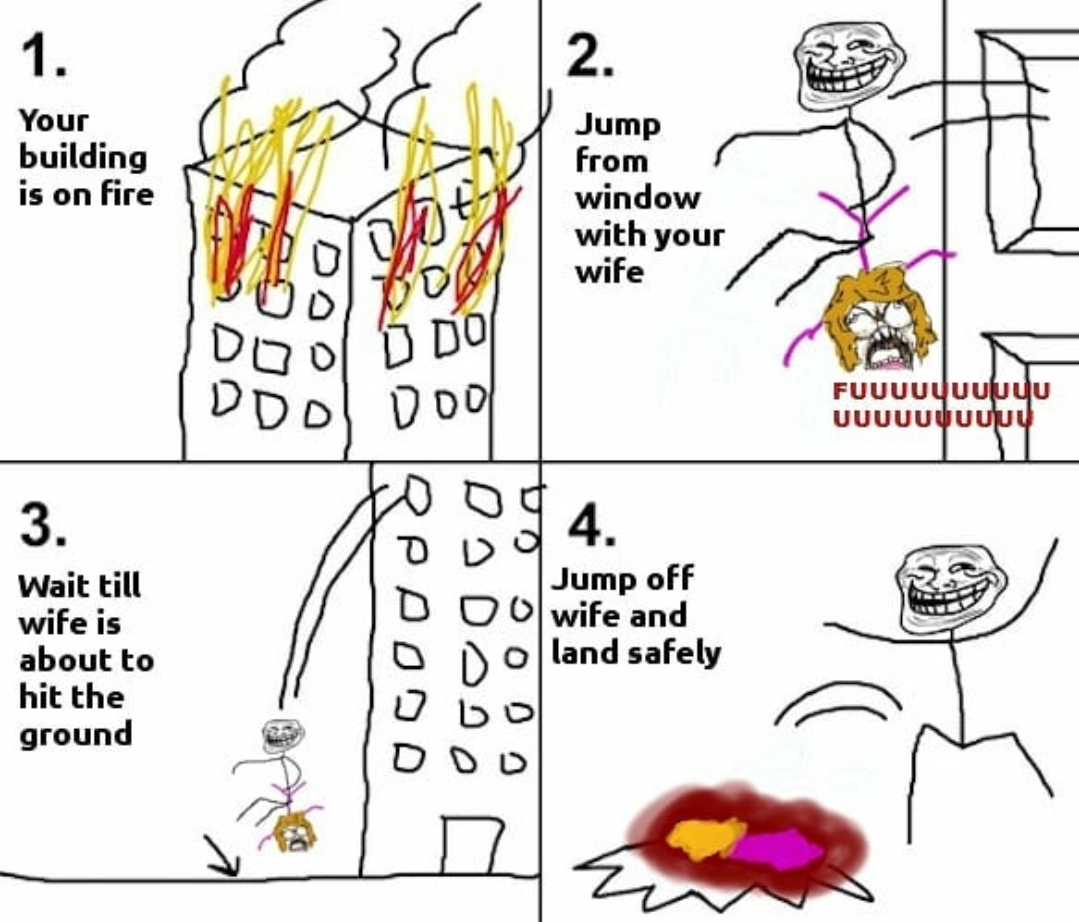 1.
Your
building
is on fire
2.
Jump
from
window
with your
wife
FUUUUUUUUUU
UUUUUUUUUU
3.
Wait till
wife is
about to
hit the
ground
4.
Jump off
wife and
land safely